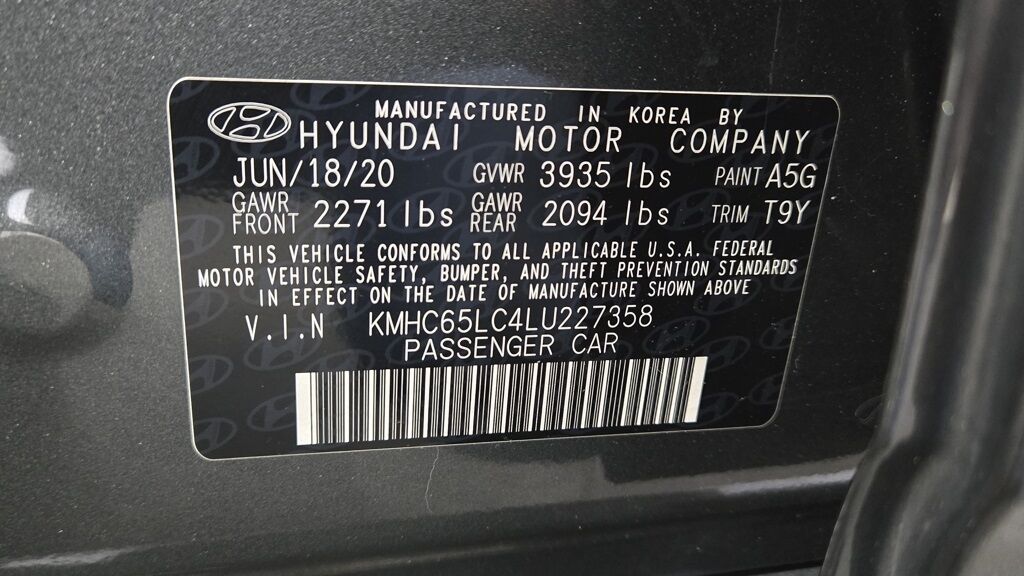 MANUFACTURED IN KOREA BY
HYUNDAI MOTOR COMPANY
JUN/18/20 GVWR 3935 lbs PAINT A5G
GAWR FRONT 2271 lbs GAWR REAR 2094 lbs TRIM T9Y
THIS VEHICLE CONFORMS TO ALL APPLICABLE U.S.A. FEDERAL
MOTOR VEHICLE SAFETY, BUMPER, AND THEFT PREVENTION STANDARDS
IN EFFECT ON THE DATE OF MANUFACTURE SHOWN ABOVE
V.I.N KMHC65LC4LU227358
PASSENGER CAR